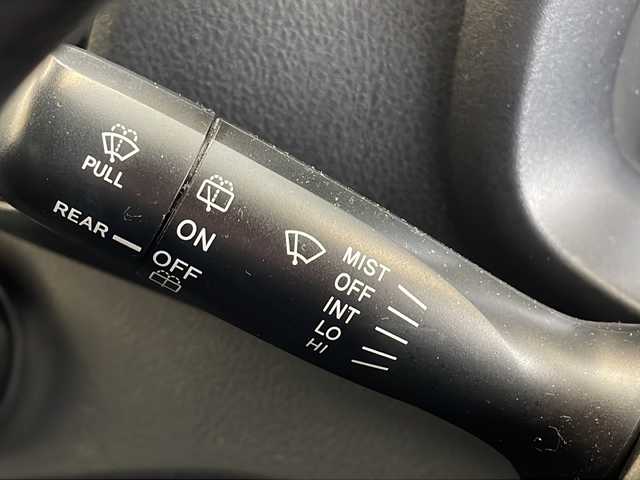 PULL
REAR
ON
OFF
MIST
OFF
INT
LO
HI